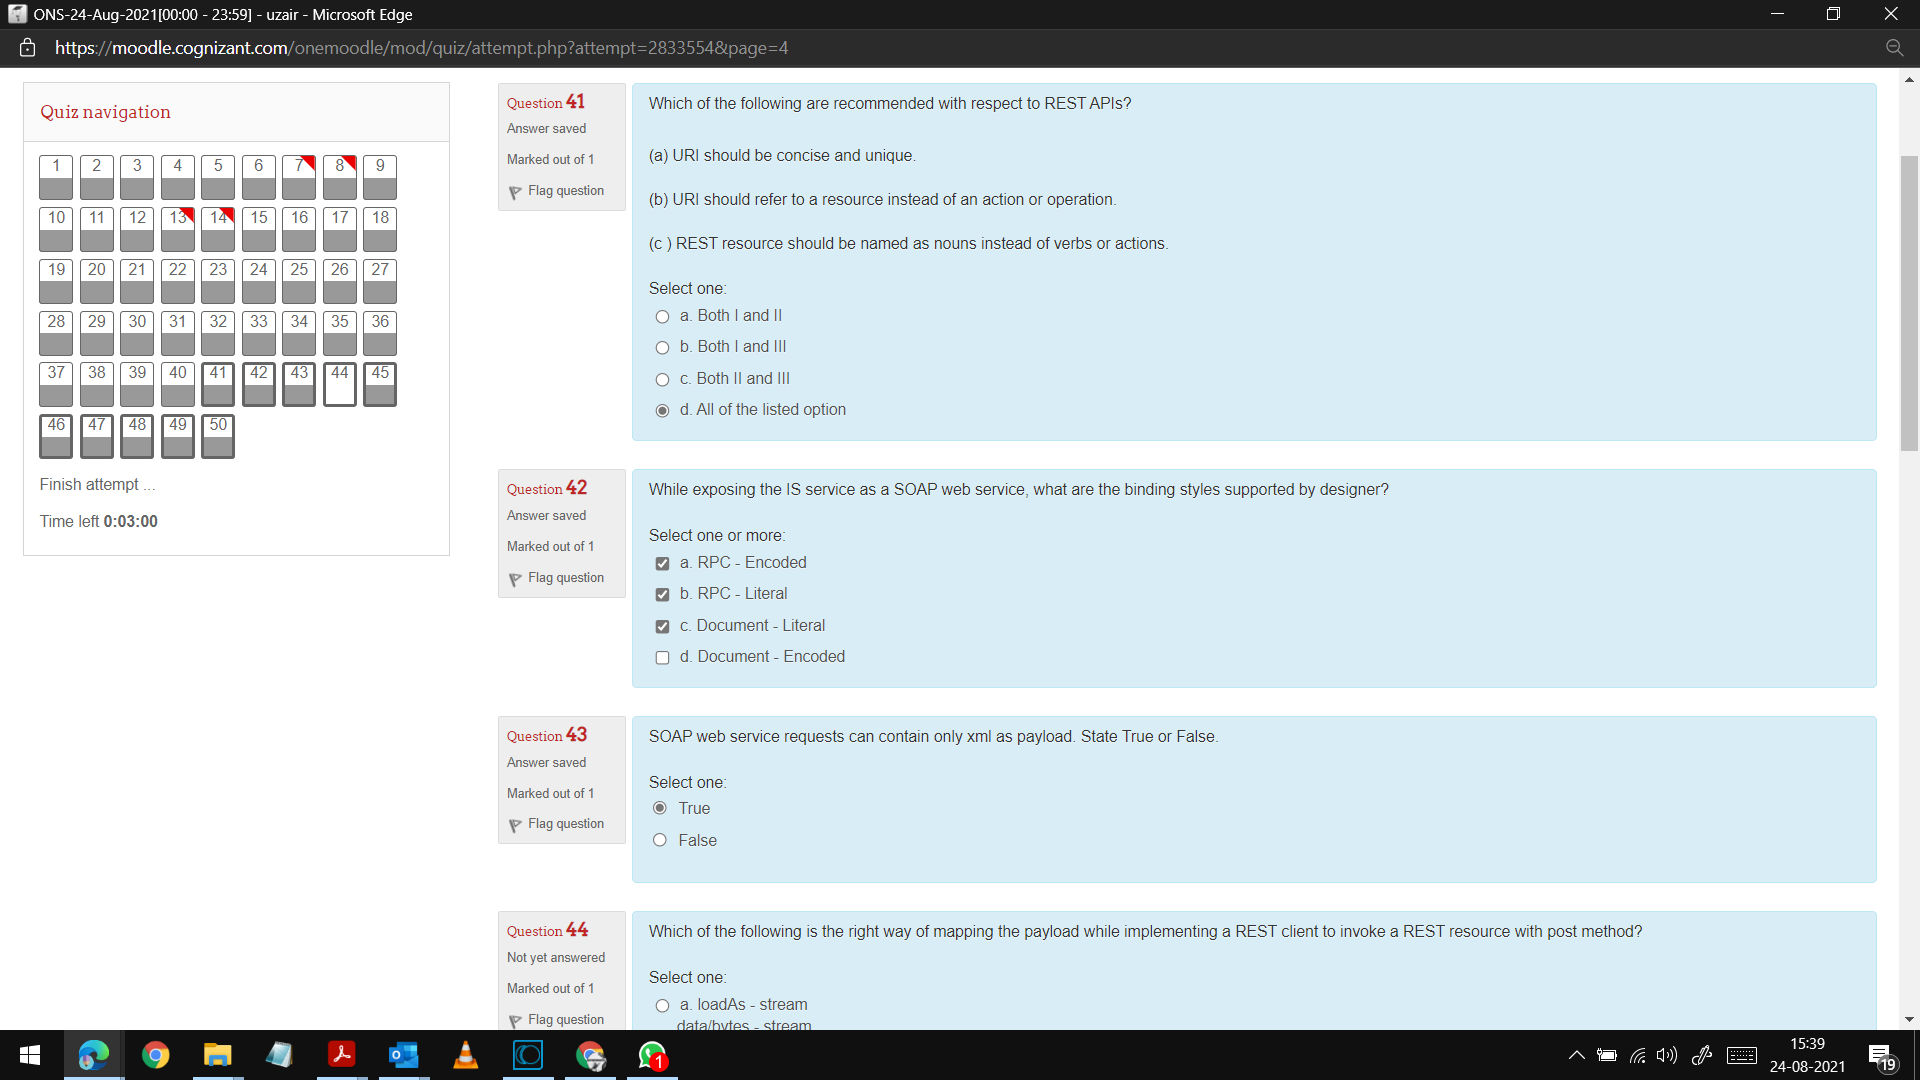 ONS-24-Aug-2021[00:00 - 23:59] - uzair - Microsoft Edge
https://moodle.cognizant.com/onemoodle/mod/quiz/attempt.php?attempt=2833554&page=4
Quiz navigation
1 2 3 4 5 6 7 8 9
10 11 12 13 14 15 16 17 18
19 20 21 22 23 24 25 26 27
28 29 30 31 32 33 34 35 36
37 38 39 40 41 42 43 44 45
46 47 48 49 50
Finish attempt ...
Time left 0:03:00
Question 41
Answer saved
Marked out of 1
Flag question
Which of the following are recommended with respect to REST APIs?
(a) URI should be concise and unique.
(b) URI should refer to a resource instead of an action or operation.
(c ) REST resource should be named as nouns instead of verbs or actions.
Select one:
a. Both I and II
b. Both I and III
c. Both II and III
d. All of the listed option
Question 42
Answer saved
Marked out of 1
Flag question
While exposing the IS service as a SOAP web service, what are the binding styles supported by designer?
Select one or more:
a. RPC - Encoded
b. RPC - Literal
c. Document - Literal
d. Document - Encoded
Question 43
Answer saved
Marked out of 1
Flag question
SOAP web service requests can contain only xml as payload. State True or False.
Select one:
True
False
Question 44
Not yet answered
Marked out of 1
Flag question
Which of the following is the right way of mapping the payload while implementing a REST client to invoke a REST resource with post method?
Select one:
a. loadAs - stream
data/bytes - stream
1
15:39
24-08-2021
19